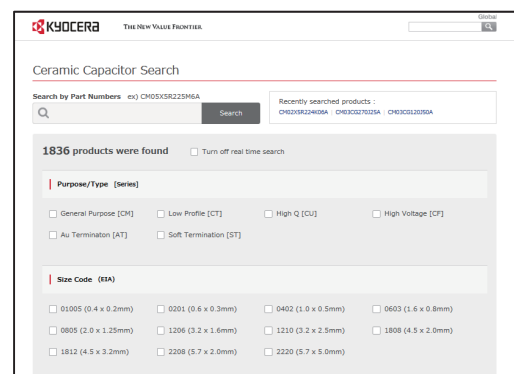 Global
KYOCERA THE NEW VALUE FRONTIER
Ceramic Capacitor Search
Search by Part Numbers ex) CM05X5R225M6A
Search
Recently searched products :
CM02X5R224K06A | CM03CG270J25A | CM03CG120J50A
1836 products were found Turn off real time search
Purpose/Type [Series]
General Purpose [CM] Low Profile [CT] High Q [CU] High Voltage [CF]
Au Terminaton [AT] Soft Termination [ST]
Size Code (EIA)
01005 (0.4 x 0.2mm) 0201 (0.6 x 0.3mm) 0402 (1.0 x 0.5mm) 0603 (1.6 x 0.8mm)
0805 (2.0 x 1.25mm) 1206 (3.2 x 1.6mm) 1210 (3.2 x 2.5mm) 1808 (4.5 x 2.0mm)
1812 (4.5 x 3.2mm) 2208 (5.7 x 2.0mm) 2220 (5.7 x 5.0mm)